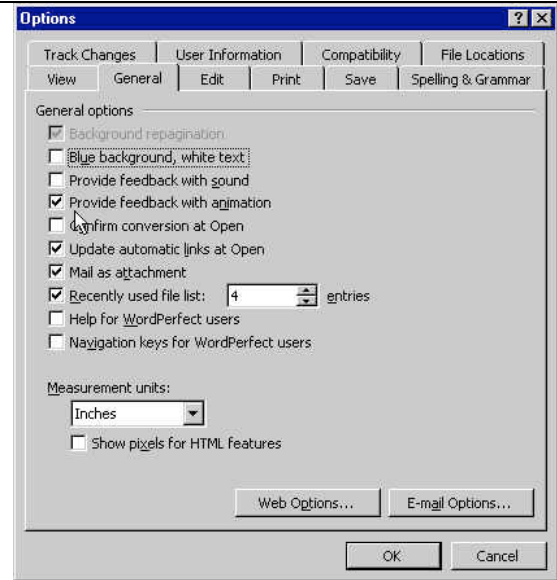 Options
Track Changes User Information Compatibility File Locations
View General Edit Print Save Spelling & Grammar
General options
Background repagination
Blue background, white text
Provide feedback with sound
Provide feedback with animation
Confirm conversion at Open
Update automatic links at Open
Mail as attachment
Recently used file list: 4 entries
Help for WordPerfect users
Navigation keys for WordPerfect users
Measurement units:
Inches
Show pixels for HTML features
Web Options... E-mail Options...
OK Cancel